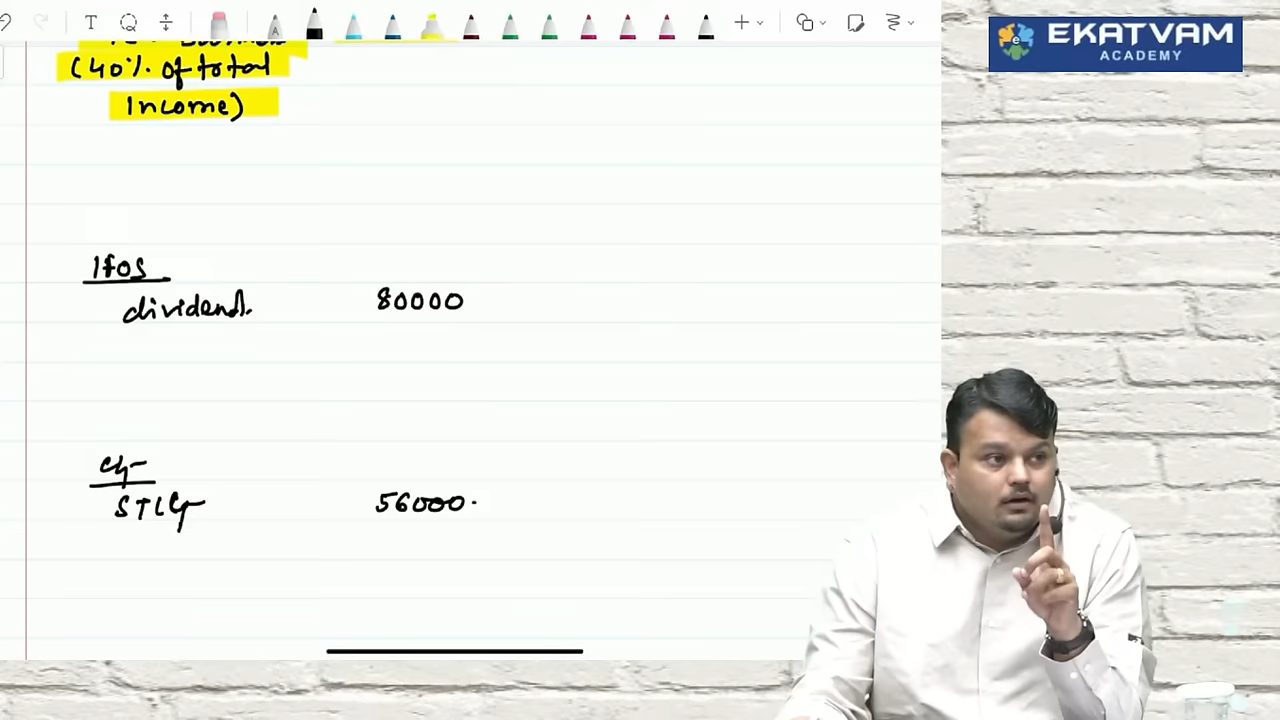 EKATVAM
ACADEMY
(40% of total
Income)
IFOS
dividend.
80000
CG
STCG
56000.